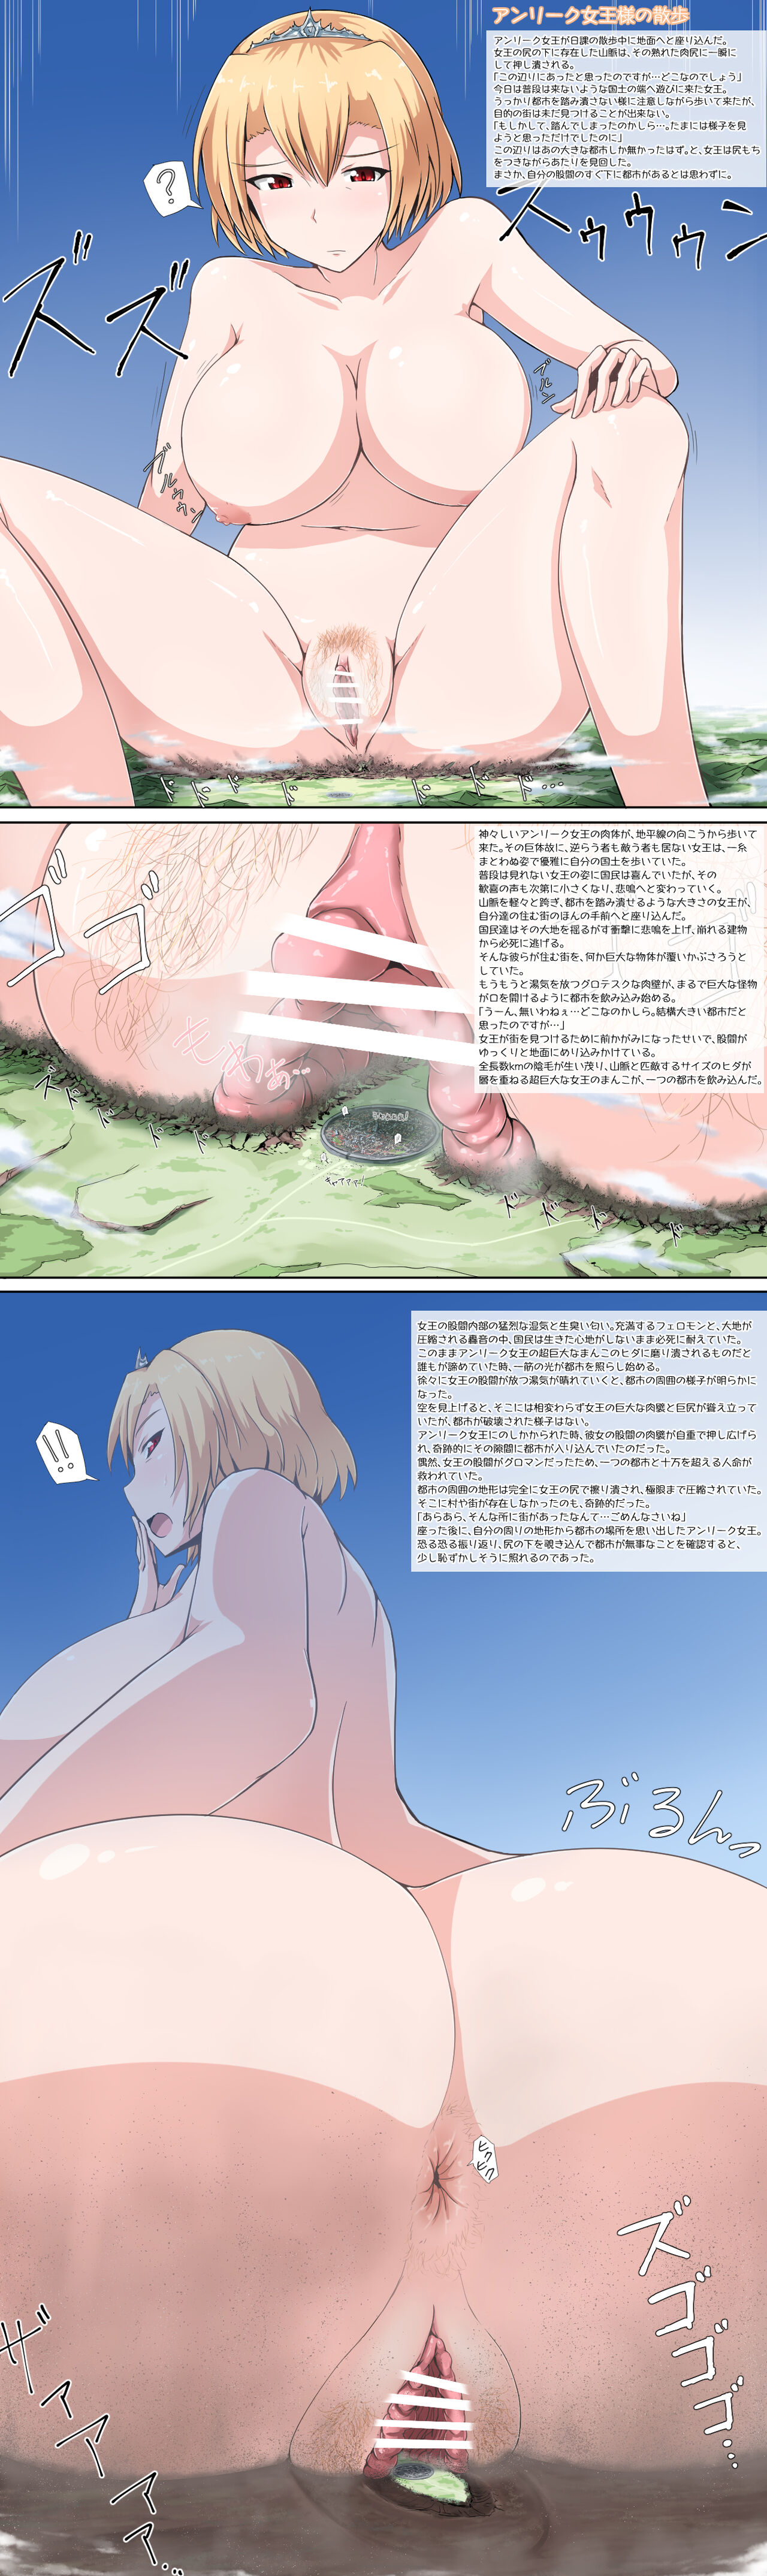 アンリーク女王様の散歩
アンリーク女王が日課の散歩中に地面へと座り込んだ。
女王の尻の下に存在した山脈は、その熟れた肉尻に一瞬に
して押し潰される。
「この辺りにあったと思ったのですが…どこなのでしょう」
今日は普段は来ないような国土の端へ遊びに来た女王。
うっかり都市を踏み潰さない様に注意しながら歩いて来たが、
目的の街は未だ見つけることが出来ない。
「もしかして、踏んでしまったのかしら…。たまには様子を見
ようと思っただけでしたのに」
この辺りはあの大きな都市しか無かったはず。と、女王は尻もち
をつきながらあたりを見回した。
まさか、自分の股間のすぐ下に都市があるとは思わずに。
?
ズズ
ズゥゥゥン
ブルン
ブルゥゥン
ドドドドド…
神々しいアンリーク女王の肉体が、地平線の向こうから歩いて
来た。その巨体故に、逆らう者も敵う者も居ない女王は、一糸
まとわぬ姿で優雅に自分の国土を歩いていた。
普段は見れない女王の姿に国民は喜んでいたが、その
歓喜の声も次第に小さくなり、悲鳴へと変わっていく。
山脈を軽々と跨ぎ、都市を踏み潰せるような大きさの女王が、
自分達の住む街のほんの手前へと座り込んだ。
国民達はその大地を揺るがす衝撃に悲鳴を上げ、崩れる建物
から必死に逃げる。
そんな彼らが住む街を、何か巨大な物体が覆いかぶさろうと
していた。
もうもうと湯気を放つグロテスクな肉壁が、まるで巨大な怪物
が口を開けるように都市を飲み込み始める。
「うーん、無いわねぇ…どこなのかしら。結構大きい都市だと
思ったのですが…」
女王が街を見つけるために前かがみになったせいで、股間が
ゆっくりと地面にめり込みかけている。
全長数kmの陰毛が生い茂り、山脈と匹敵するサイズのヒダが
層を重ねる超巨大な女王のまんこが、一つの都市を飲み込んだ。
ゴゴ
もわぁぁ…
うわぁぁぁ!
ギャァァァ!
ドドドド
ドドドド
女王の股間内部の猛烈な湿気と生臭い匂い。充満するフェロモンと、大地が
圧縮される轟音の中、国民は生きた心地がしないまま必死に耐えていた。
このままアンリーク女王の超巨大なまんこのヒダに磨り潰されるものだと
誰もが諦めていた時、一筋の光が都市を照らし始める。
徐々に女王の股間が放つ湯気が晴れていくと、都市の周囲の様子が明らかに
なった。
空を見上げると、そこには相変わらず女王の巨大な肉襞と巨尻が聳え立って
いたが、都市が破壊された様子はない。
アンリーク女王にのしかかられた時、彼女の股間の肉襞が自重で押し広げら
れ、奇跡的にその隙間に都市が入り込んでいたのだった。
偶然、女王の股間がグロマンだったため、一つの都市と十万を超える人命が
救われていた。
都市の周囲の地形は完全に女王の尻で擦り潰され、極限まで圧縮されていた。
そこに村や街が存在しなかったのも、奇跡的だった。
「あらあら、そんな所に街があったなんて…ごめんなさいね」
座った後に、自分の周りの地形から都市の場所を思い出したアンリーク女王。
恐る恐る振り返り、尻の下を覗き込んで都市が無事なことを確認すると、
少し恥ずかしそうに照れるのであった。
!!
ぶるんっ
ヒクヒク
ズゴゴゴ…
ザァァァァ…